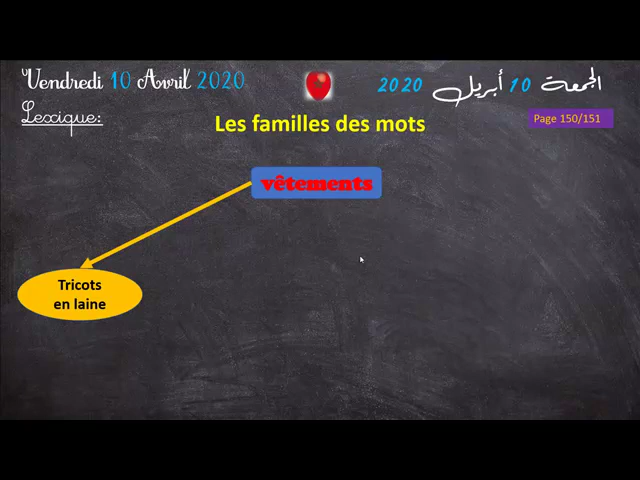 Vendredi 10 Avril 2020
الجمعة 10 أبريل 2020
Lexique:
Les familles des mots
Page 150/151
vêtements
Tricots
en laine